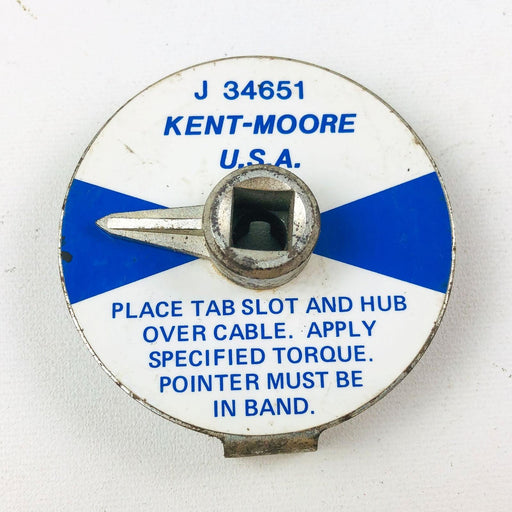 J 34651
KENT-MOORE
U.S.A.
PLACE TAB SLOT AND HUB
OVER CABLE. APPLY
SPECIFIED TORQUE.
POINTER MUST BE
IN BAND.